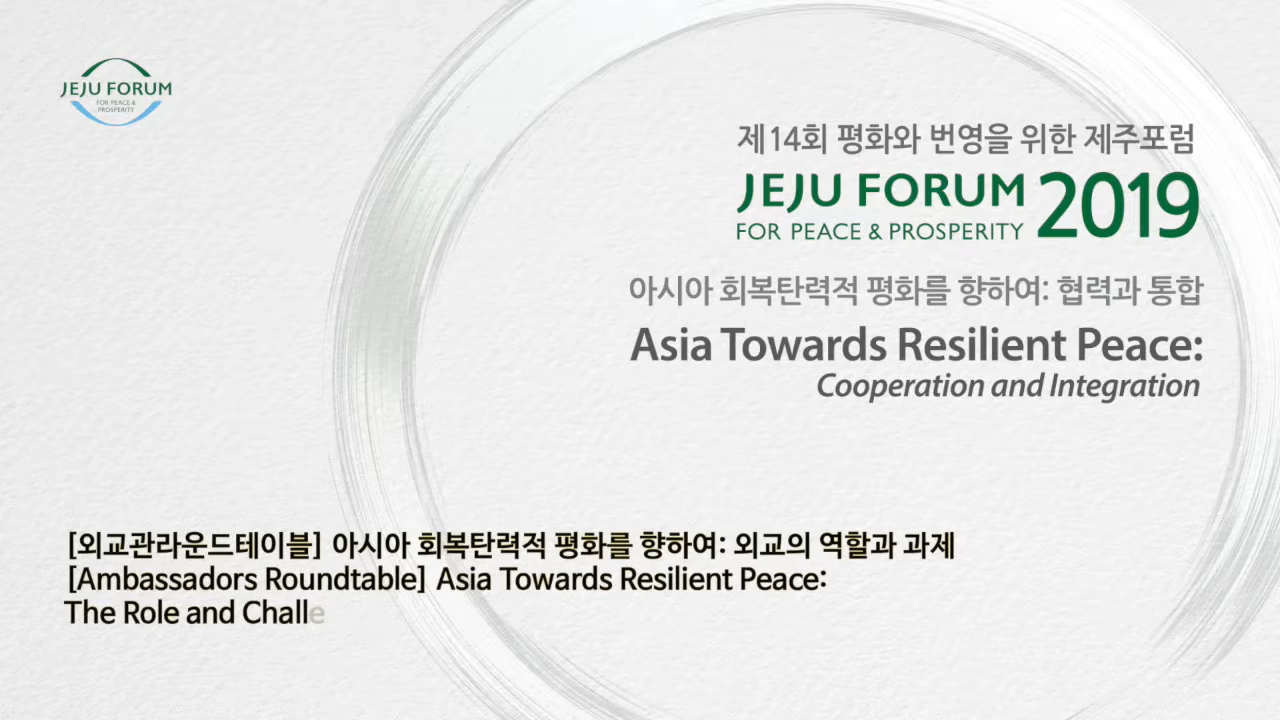 JEJU FORUM
FOR PEACE &
PROSPERITY
제14회 평화와 번영을 위한 제주포럼
JEJU FORUM 2019
FOR PEACE & PROSPERITY
아시아 회복탄력적 평화를 향하여: 협력과 통합
Asia Towards Resilient Peace:
Cooperation and Integration
[외교관라운드테이블] 아시아 회복탄력적 평화를 향하여: 외교의 역할과 과제
[Ambassadors Roundtable] Asia Towards Resilient Peace:
The Role and Challe